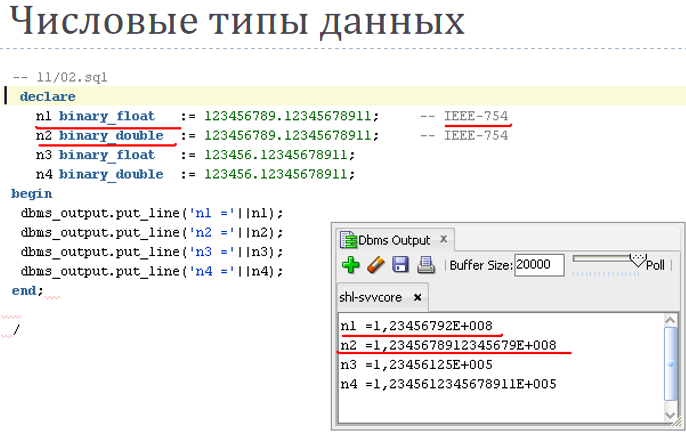 Числовые типы данных
-- 11/02.sql
declare
n1 binary_float := 123456789.12345678911; -- IEEE-754
n2 binary_double := 123456789.12345678911; -- IEEE-754
n3 binary_float := 123456.12345678911;
n4 binary_double := 123456.12345678911;
begin
dbms_output.put_line('n1 ='||n1);
dbms_output.put_line('n2 ='||n2);
dbms_output.put_line('n3 ='||n3);
dbms_output.put_line('n4 ='||n4);
end;
/
Dbms Output x
Buffer Size: 20000 Poll
shl-svvcore x
n1 =1,23456792E+008
n2 =1,2345678912345679E+008
n3 =1,23456125E+005
n4 =1,2345612345678911E+005